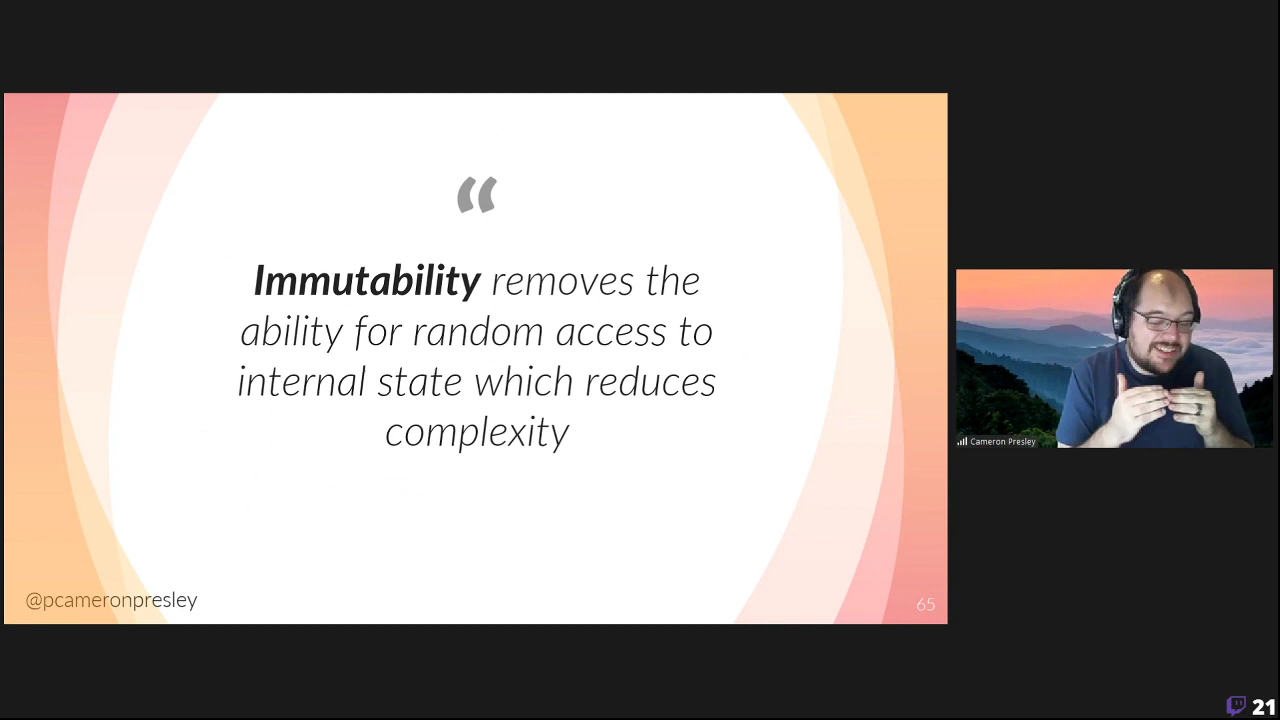 “
Immutability removes the
ability for random access to
internal state which reduces
complexity
@pcameronpresley
65
Cameron Presley
21